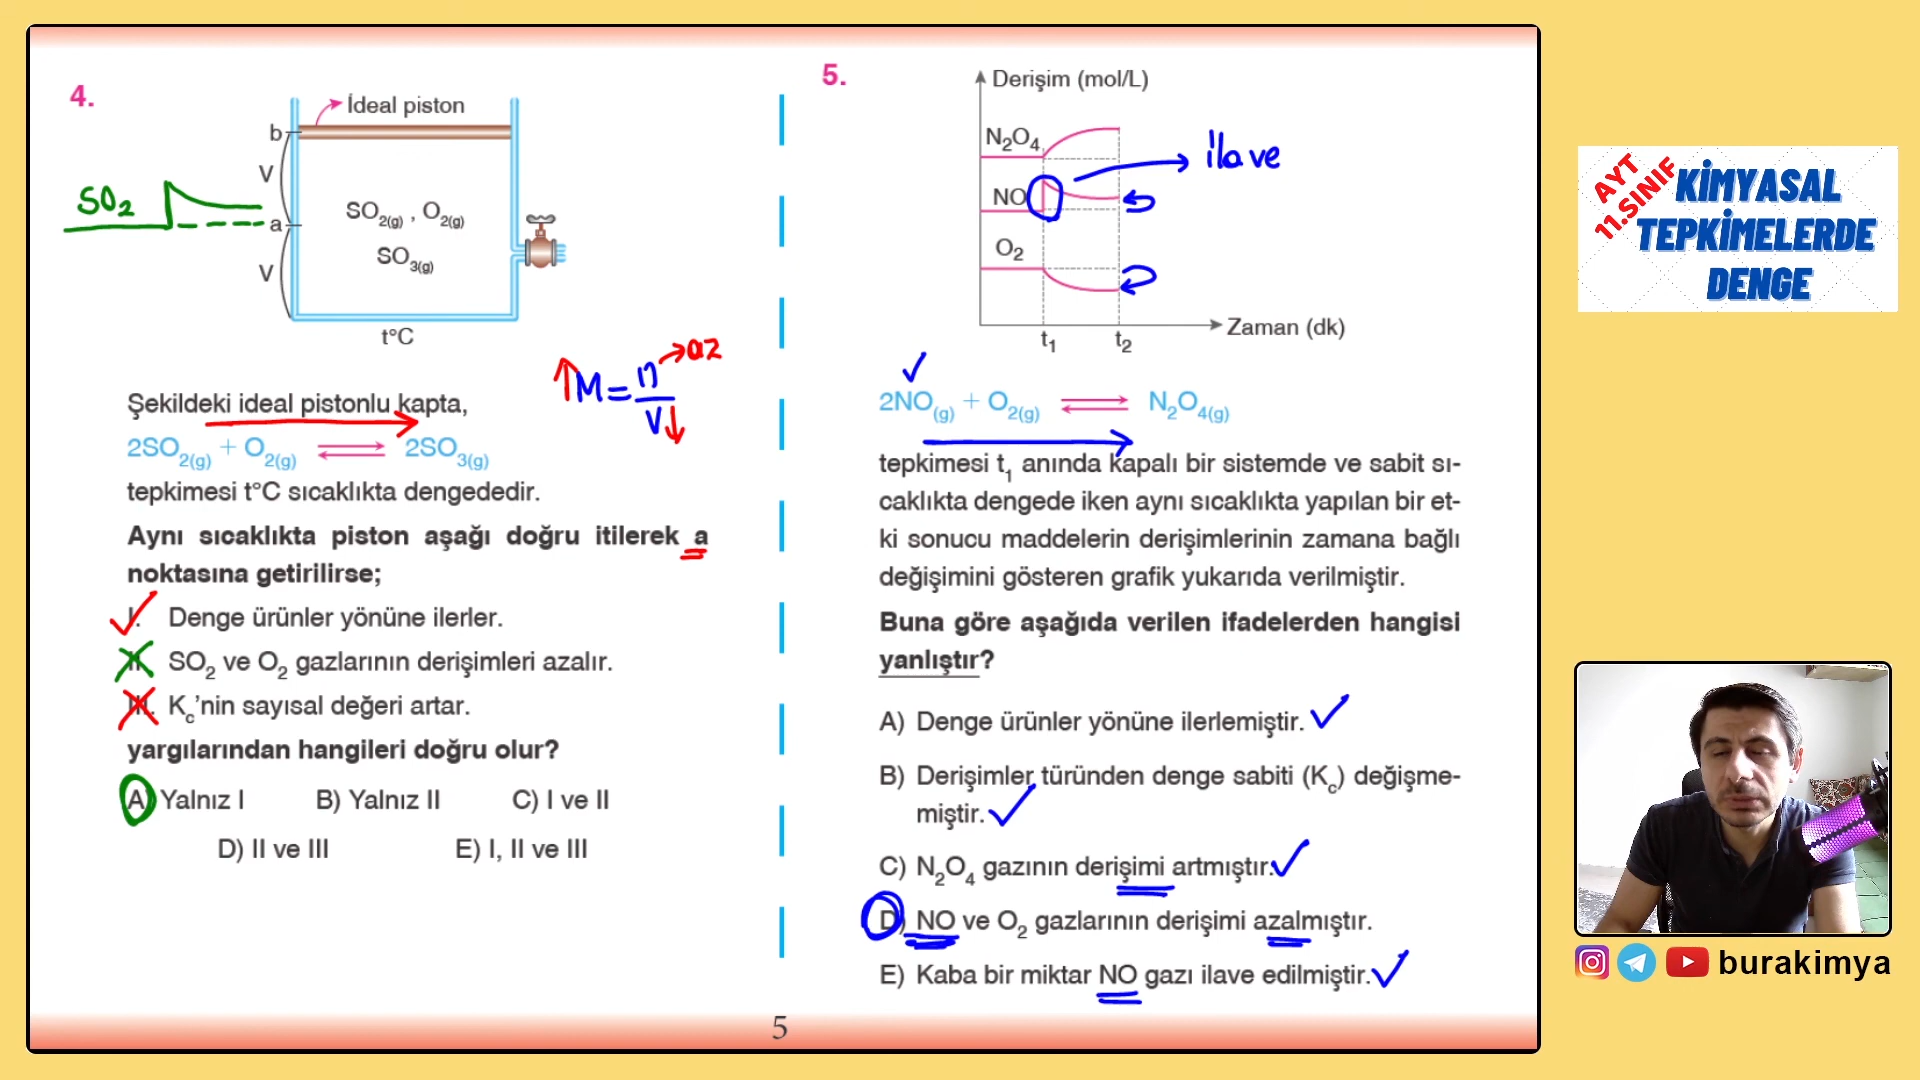 4.
İdeal piston
b
V
SO2
a
SO2(g) , O2(g)
SO3(g)
V
t°C
M = n/V
az
Şekildeki ideal pistonlu kapta,
2SO2(g) + O2(g) ⇌ 2SO3(g)
tepkimesi t°C sıcaklıkta dengededir.
Aynı sıcaklıkta piston aşağı doğru itilerek a
noktasına getirilirse;
I. Denge ürünler yönüne ilerler.
II. SO2 ve O2 gazlarının derişimleri azalır.
III. Kc'nin sayısal değeri artar.
yargılarından hangileri doğru olur?
A) Yalnız I B) Yalnız II C) I ve II
D) II ve III E) I, II ve III
5.
Derişim (mol/L)
N2O4
ilave
NO
O2
Zaman (dk)
t1 t2
2NO(g) + O2(g) ⇌ N2O4(g)
tepkimesi t1 anında kapalı bir sistemde ve sabit sı-
caklıkta dengede iken aynı sıcaklıkta yapılan bir et-
ki sonucu maddelerin derişimlerinin zamana bağlı
değişimini gösteren grafik yukarıda verilmiştir.
Buna göre aşağıda verilen ifadelerden hangisi
yanlıştır?
A) Denge ürünler yönüne ilerlemiştir.
B) Derişimler türünden denge sabiti (Kc) değişme-
miştir.
C) N2O4 gazının derişimi artmıştır.
D) NO ve O2 gazlarının derişimi azalmıştır.
E) Kaba bir miktar NO gazı ilave edilmiştir.
5
AYT
11.SINIF
KİMYASAL
TEPKİMELERDE
DENGE
burakimya